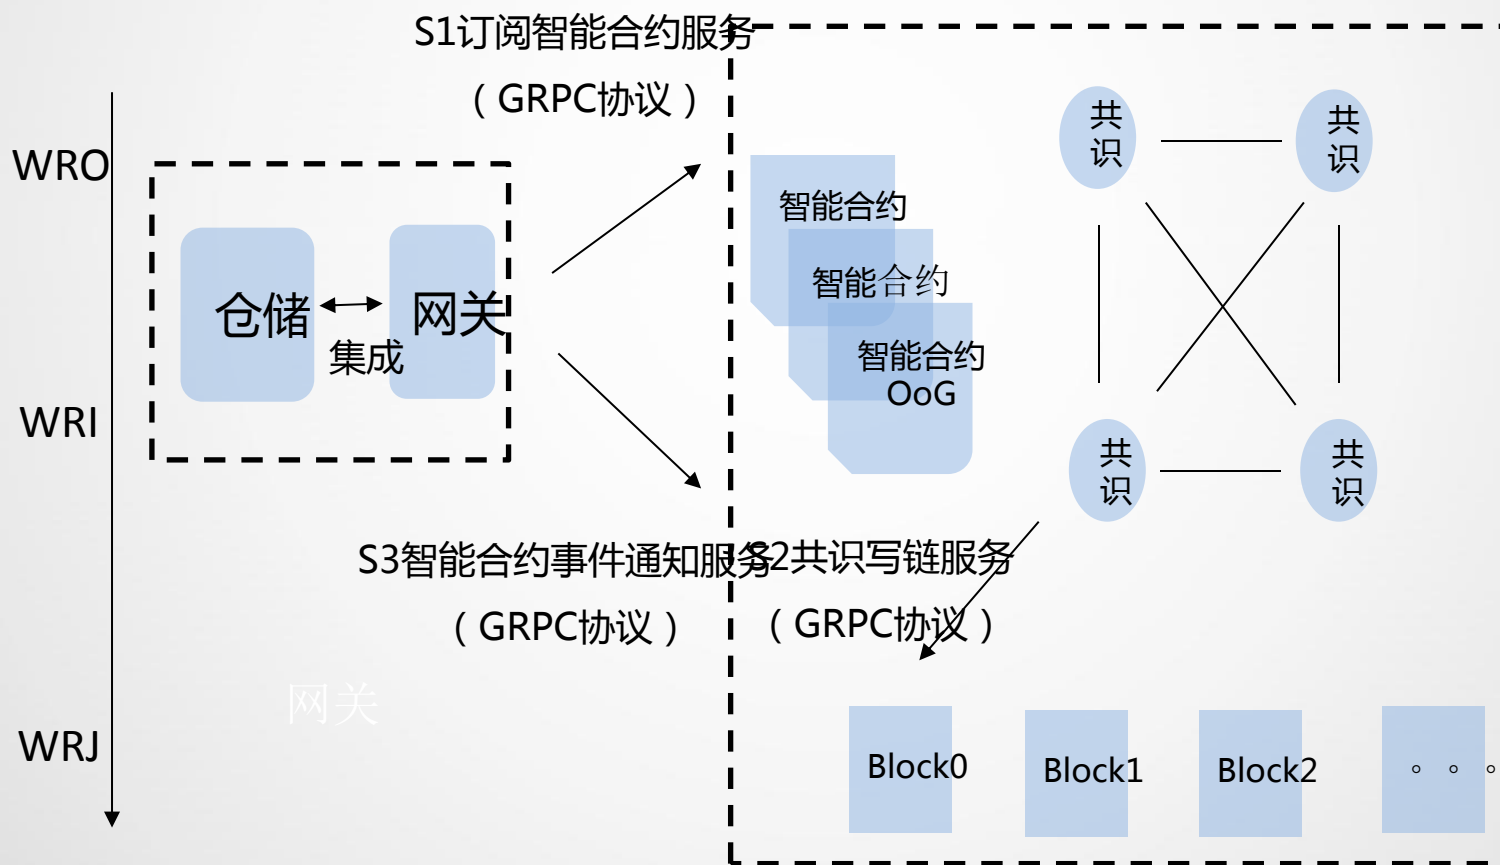 S1订阅智能合约服务
（GRPC协议）
WRO
仓储
网关
集成
WRI
智能合约
智能合约
智能合约
OoG
共
识
共
识
共
识
共
识
S3智能合约事件通知服务
（GRPC协议）
S2共识写链服务
（GRPC协议）
网关
WRJ
Block0
Block1
Block2
。。。